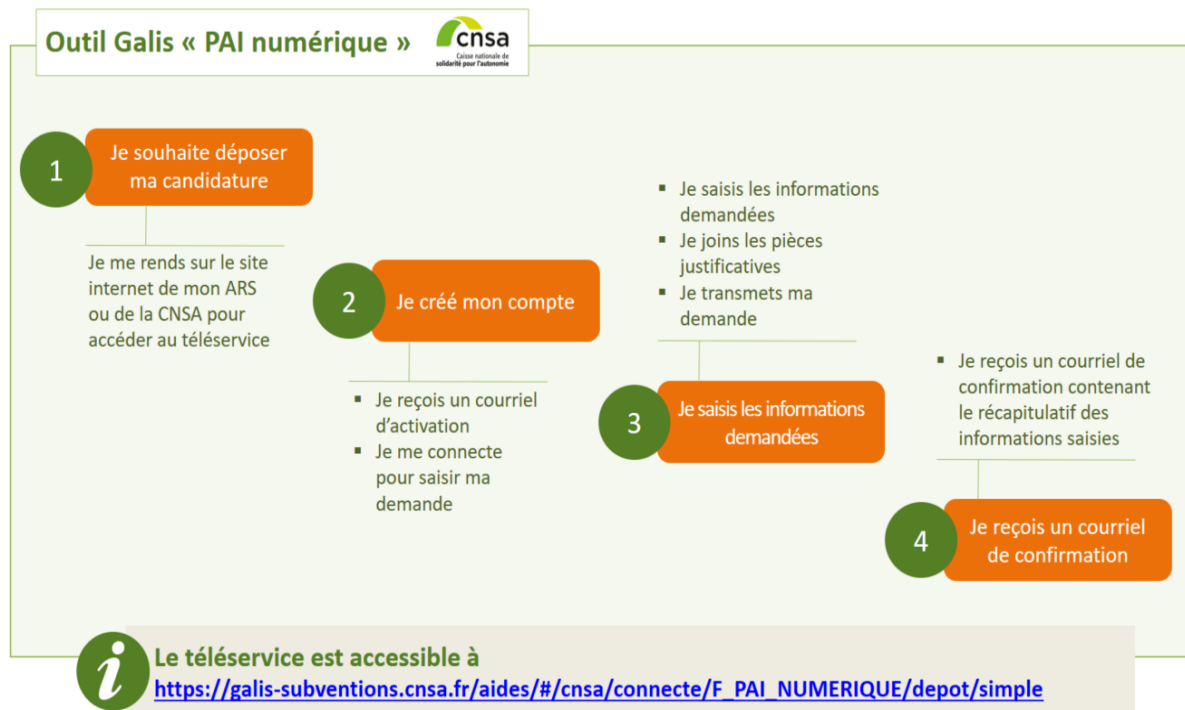 Outil Galis « PAI numérique »
cnsa
Caisse nationale de
solidarité pour l'autonomie
1
Je souhaite déposer
ma candidature
Je me rends sur le site
internet de mon ARS
ou de la CNSA pour
accéder au téléservice
2
Je créé mon compte
▪ Je reçois un courriel
d'activation
▪ Je me connecte
pour saisir ma
demande
▪ Je saisis les informations
demandées
▪ Je joins les pièces
justificatives
▪ Je transmets ma
demande
3
Je saisis les informations
demandées
▪ Je reçois un courriel de
confirmation contenant
le récapitulatif des
informations saisies
4
Je reçois un courriel
de confirmation
i
Le téléservice est accessible à
https://galis-subventions.cnsa.fr/aides/#/cnsa/connecte/F_PAI_NUMERIQUE/depot/simple